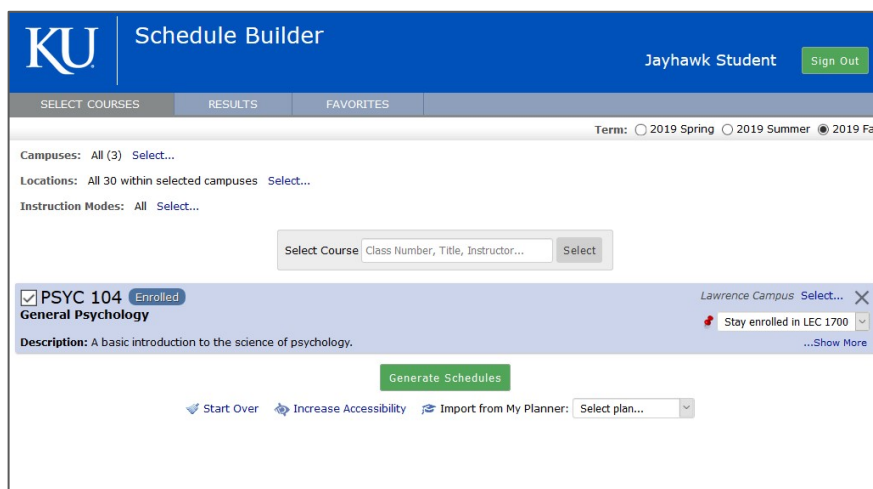 KU Schedule Builder
Jayhawk Student Sign Out
SELECT COURSES RESULTS FAVORITES
Term: 2019 Spring 2019 Summer 2019 Fa
Campuses: All (3) Select...
Locations: All 30 within selected campuses Select...
Instruction Modes: All Select...
Select Course Class Number, Title, Instructor... Select
PSYC 104 Enrolled Lawrence Campus Select...
General Psychology Stay enrolled in LEC 1700
Description: A basic introduction to the science of psychology. ...Show More
Generate Schedules
Start Over Increase Accessibility Import from My Planner: Select plan...